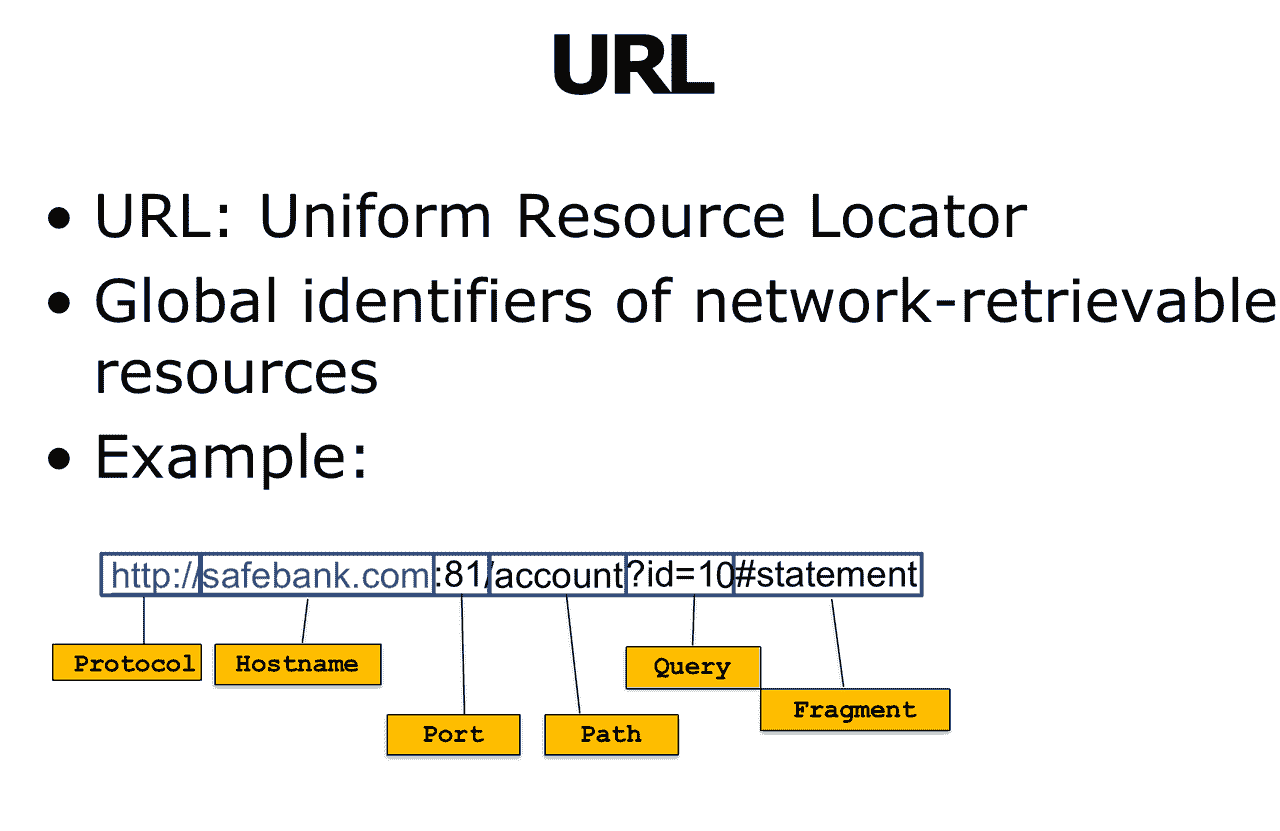 URL
• URL: Uniform Resource Locator
• Global identifiers of network-retrievable
resources
• Example:
http://safebank.com:81/account?id=10#statement
Protocol
Hostname
Query
Fragment
Port
Path